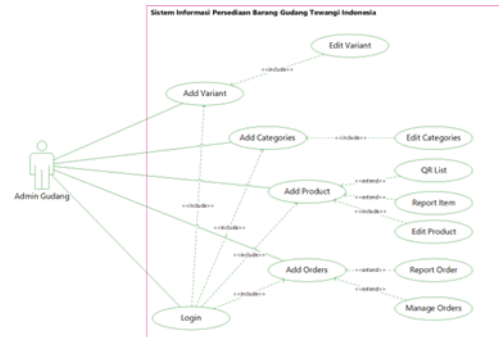 Sistem Informasi Persediaan Barang Gudang Tewangi Indonesia
Edit Variant
<<include>>
Add Variant
Add Categories
<<include>>
Edit Categories
QR List
<<extend>>
Add Product
<<extend>>
Report Item
<<include>>
<<include>>
Edit Product
<<include>>
<<include>>
Add Orders
<<extend>>
Report Order
<<include>>
<<extend>>
Manage Orders
Login
Admin Gudang